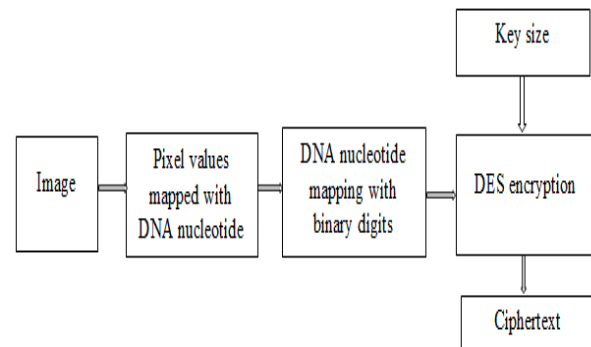 Key size
Image
Pixel values
mapped with
DNA nucleotide
DNA nucleotide
mapping with
binary digits
DES encryption
Ciphertext